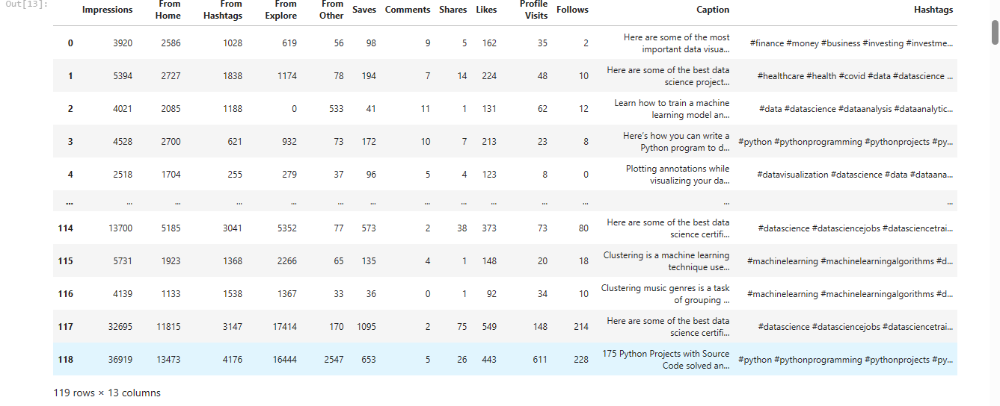 Out[13]:
Impressions From Home From Hashtags From Explore From Other Saves Comments Shares Likes Profile Visits Follows Caption Hashtags
0 3920 2586 1028 619 56 98 9 5 162 35 2 Here are some of the most important data visua... #finance #money #business #investing #investme...
1 5394 2727 1838 1174 78 194 7 14 224 48 10 Here are some of the best data science project... #healthcare #health #covid #data #datascience ...
2 4021 2085 1188 0 533 41 11 1 131 62 12 Learn how to train a machine learning model an... #data #datascience #dataanalysis #dataanalytic...
3 4528 2700 621 932 73 172 10 7 213 23 8 Here’s how you can write a Python program to d... #python #pythonprogramming #pythonprojects #py...
4 2518 1704 255 279 37 96 5 4 123 8 0 Plotting annotations while visualizing your da... #datavisualization #datascience #data #dataana...
... ... ... ... ... ... ... ... ... ... ... ... ... ...
114 13700 5185 3041 5352 77 573 2 38 373 73 80 Here are some of the best data science certifi... #datascience #datasciencejobs #datasciencetrai...
115 5731 1923 1368 2266 65 135 4 1 148 20 18 Clustering is a machine learning technique use... #machinelearning #machinelearningalgorithms #d...
116 4139 1133 1538 1367 33 36 0 1 92 34 10 Clustering music genres is a task of grouping ... #machinelearning #machinelearningalgorithms #d...
117 32695 11815 3147 17414 170 1095 2 75 549 148 214 Here are some of the best data science certifi... #datascience #datasciencejobs #datasciencetrai...
118 36919 13473 4176 16444 2547 653 5 26 443 611 228 175 Python Projects with Source Code solved an... #python #pythonprogramming #pythonprojects #py...
119 rows × 13 columns